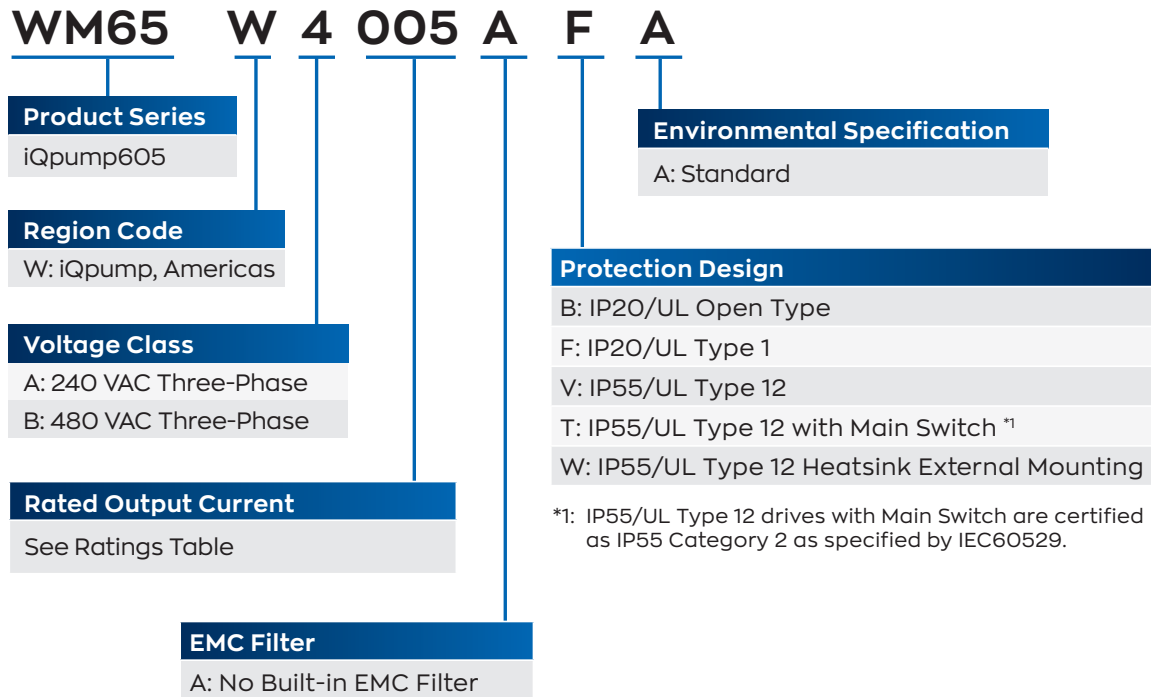 WM65 W 4 005 A F A
Product Series
iQpump605
Region Code
W: iQpump, Americas
Voltage Class
A: 240 VAC Three-Phase
B: 480 VAC Three-Phase
Rated Output Current
See Ratings Table
EMC Filter
A: No Built-in EMC Filter
Environmental Specification
A: Standard
Protection Design
B: IP20/UL Open Type
F: IP20/UL Type 1
V: IP55/UL Type 12
T: IP55/UL Type 12 with Main Switch *1
W: IP55/UL Type 12 Heatsink External Mounting
*1: IP55/UL Type 12 drives with Main Switch are certified
as IP55 Category 2 as specified by IEC60529.